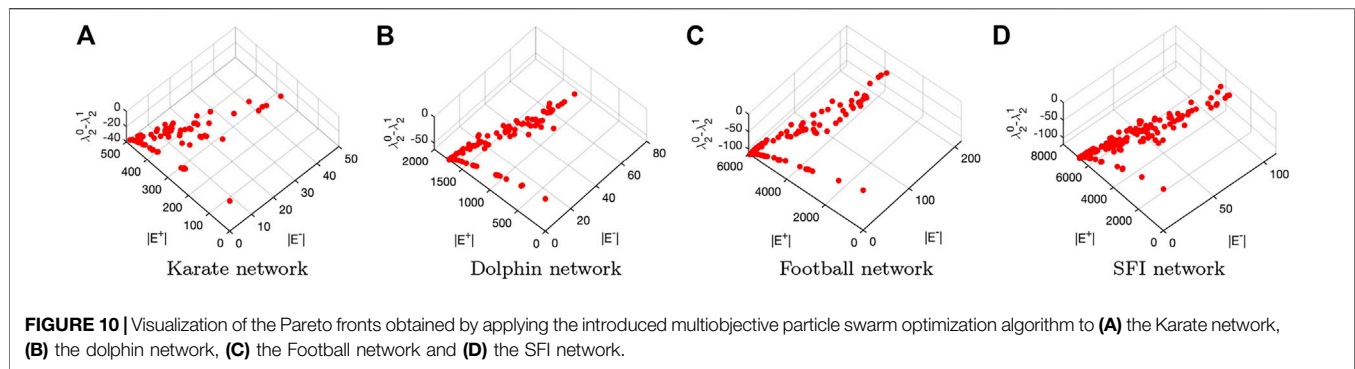 A
B
C
D
λ₂⁰-λ₂¹
0
-20
-40
500
400
300
200
100
0
|E⁺|
0
10
20
30
40
50
|E⁻|
Karate network
λ₂⁰-λ₂¹
0
-50
2000
1500
1000
500
0
|E⁺|
0
20
40
60
80
|E⁻|
Dolphin network
λ₂⁰-λ₂¹
0
-50
-100
6000
4000
2000
0
|E⁺|
0
100
200
|E⁻|
Football network
λ₂⁰-λ₂¹
0
-50
-100
8000
6000
4000
2000
0
|E⁺|
0
50
100
|E⁻|
SFI network
FIGURE 10 | Visualization of the Pareto fronts obtained by applying the introduced multiobjective particle swarm optimization algorithm to (A) the Karate network,
(B) the dolphin network, (C) the Football network and (D) the SFI network.